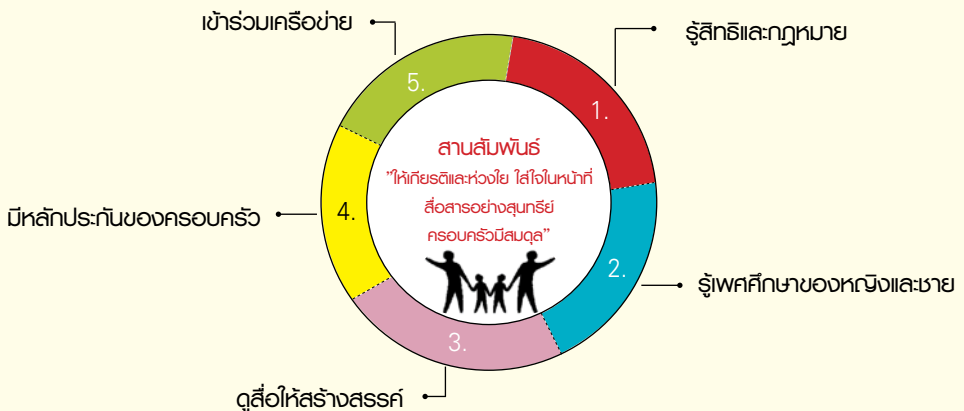 เข้าร่วมเครือข่าย
รู้สิทธิและกฎหมาย
5.
1.
สานสัมพันธ์
"ให้เกียรติและห่วงใย ใส่ใจในหน้าที่
สื่อสารอย่างสุนทรีย์
ครอบครัวมีสมดุล"
มีหลักประกันของครอบครัว
4.
2.
รู้เพศศึกษาของหญิงและชาย
3.
ดูสื่อให้สร้างสรรค์